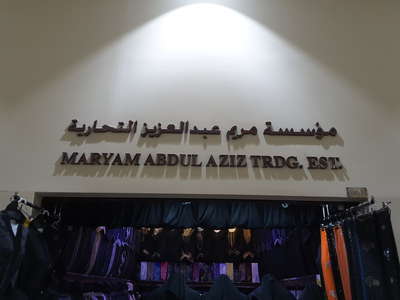 مؤسسة مريم عبدالعزيز التجارية
MARYAM ABDUL AZIZ TRDG. EST.